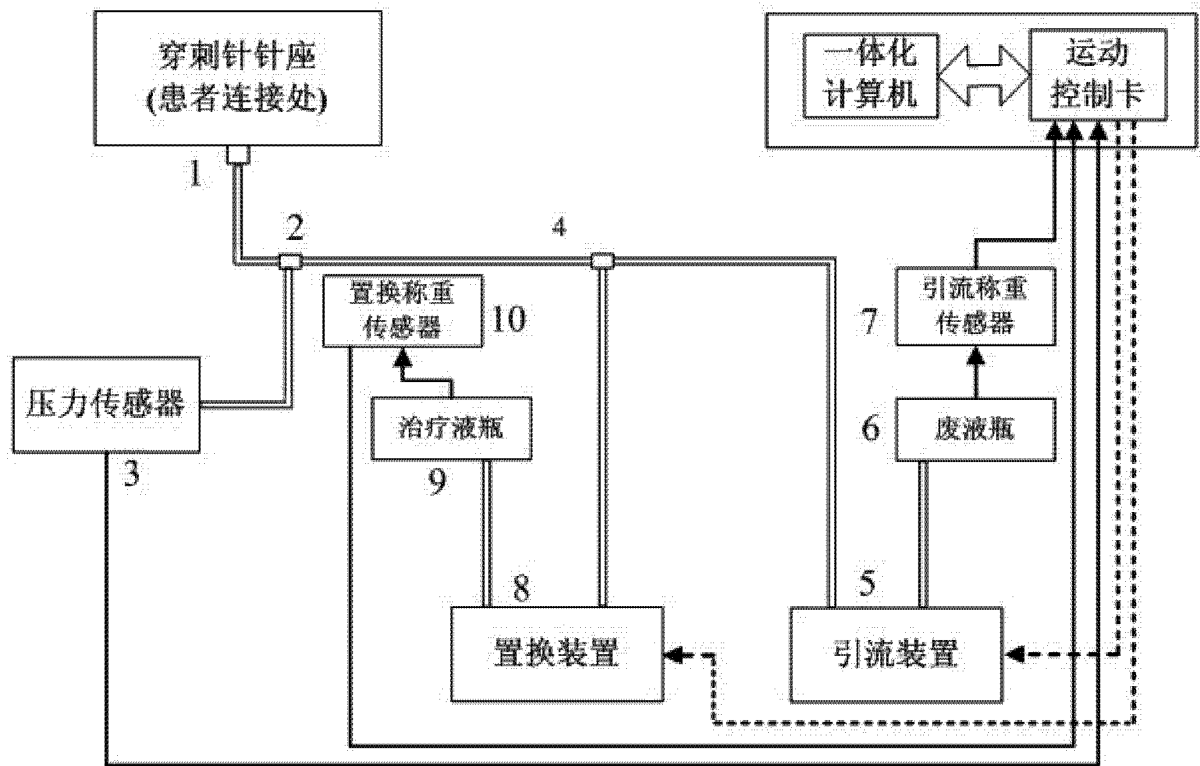 穿刺针针座
(患者连接处)
一体化
计算机
运动
控制卡
1
2
4
置换称重
传感器
10
7
引流称重
传感器
压力传感器
3
治疗液瓶
9
6
废液瓶
8
置换装置
5
引流装置